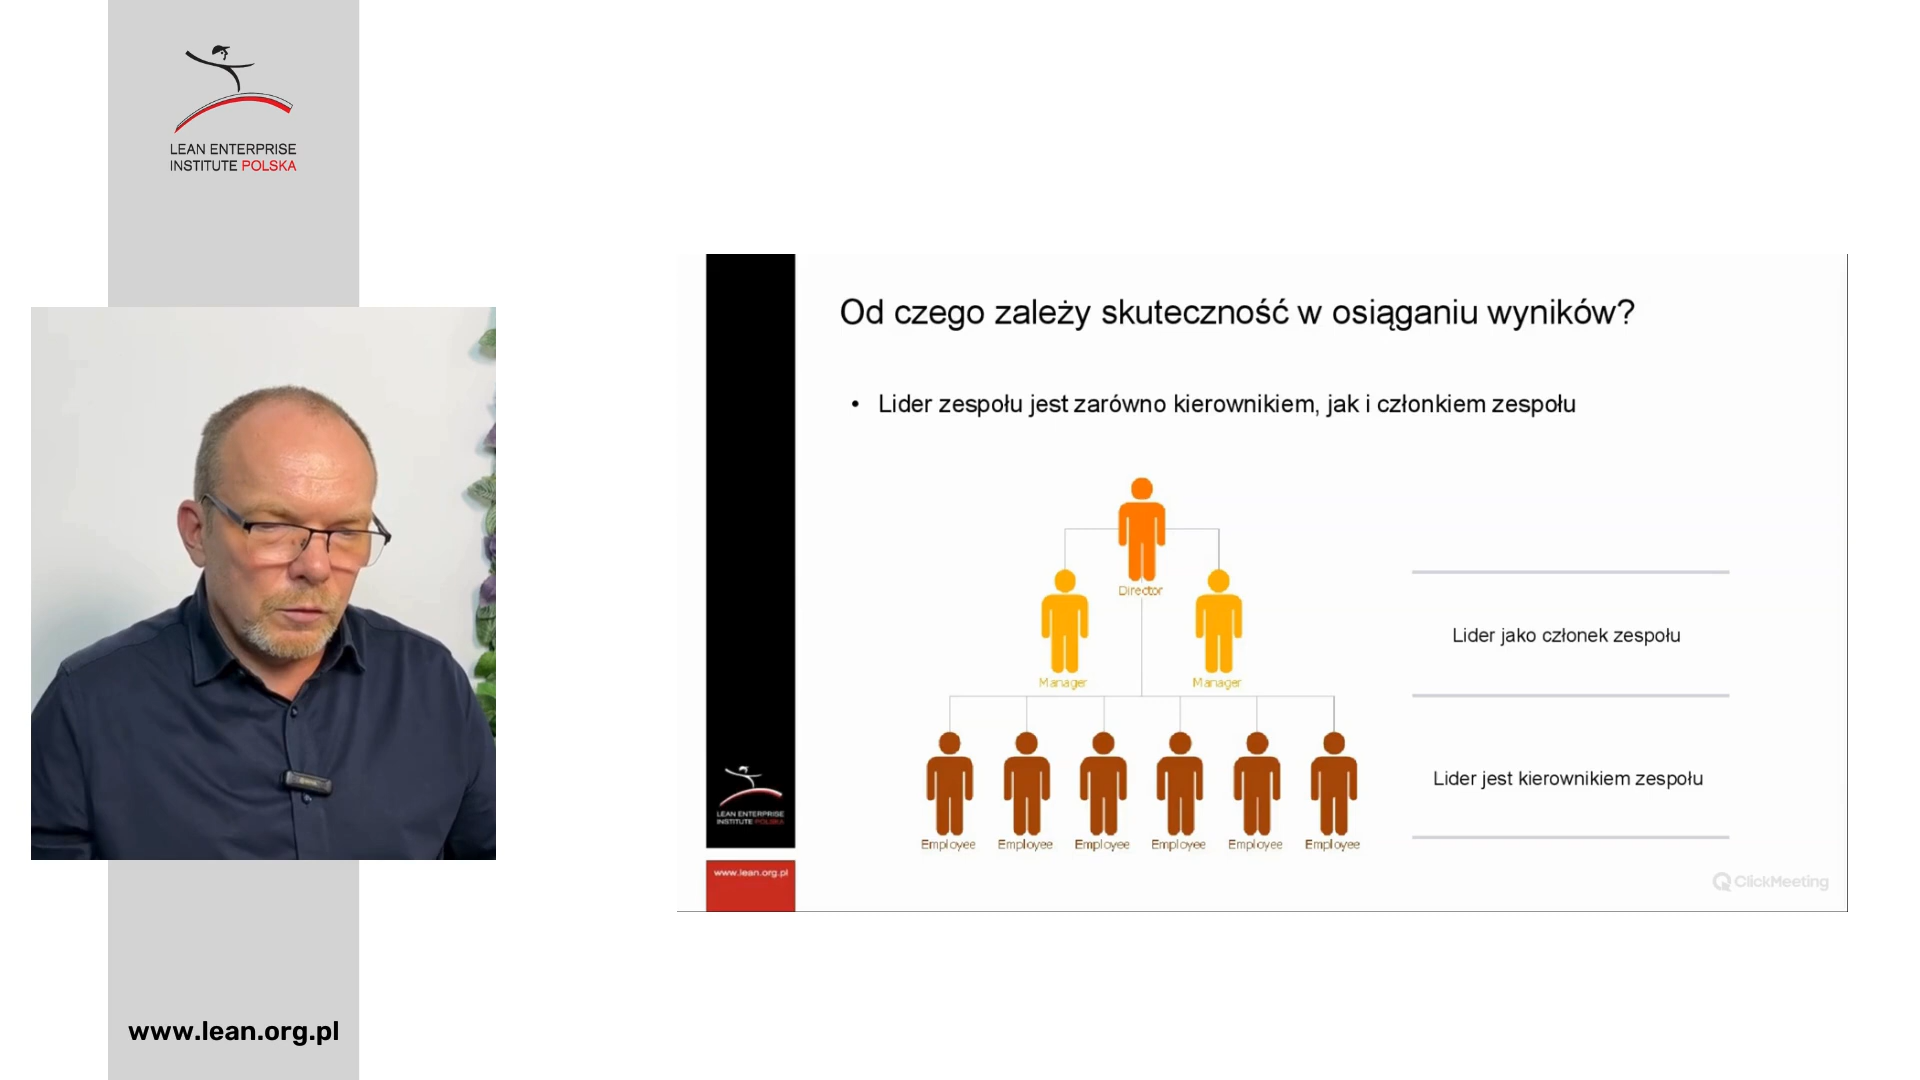 LEAN ENTERPRISE
INSTITUTE POLSKA
www.lean.org.pl
Od czego zależy skuteczność w osiąganiu wyników?
• Lider zespołu jest zarówno kierownikiem, jak i członkiem zespołu
Director
Manager Manager
Employee Employee Employee Employee Employee Employee
Lider jako członek zespołu
Lider jest kierownikiem zespołu
LEAN ENTERPRISE
INSTITUTE POLSKA
www.lean.org.pl
ClickMeeting